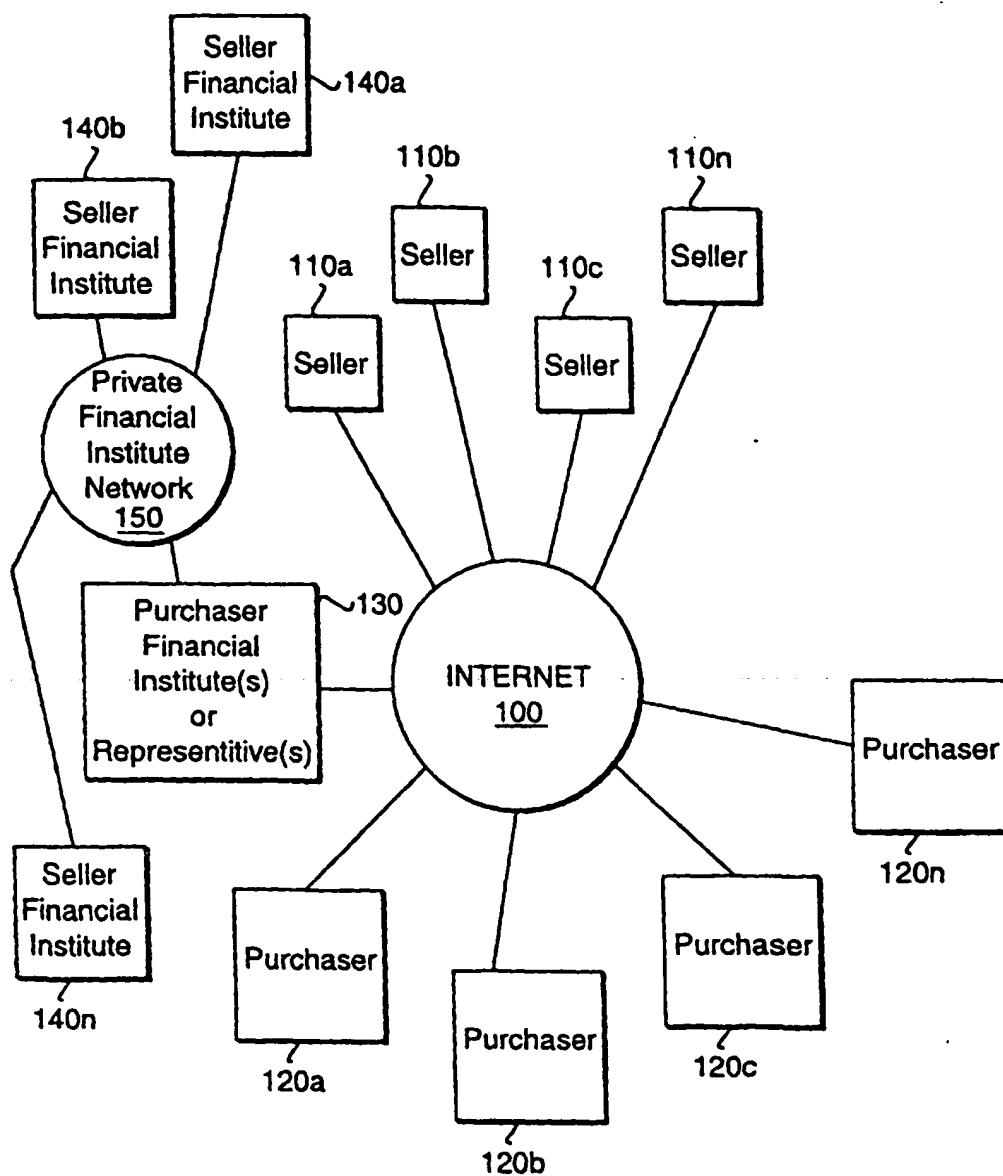 Seller
Financial
Institute
140a
140b
Seller
Financial
Institute
110b
Seller
110n
Seller
110a
Seller
110c
Seller
Private
Financial
Institute
Network
150
130
Purchaser
Financial
Institute(s)
or
Representitive(s)
INTERNET
100
Purchaser
120n
Seller
Financial
Institute
140n
Purchaser
120a
Purchaser
120b
Purchaser
120c